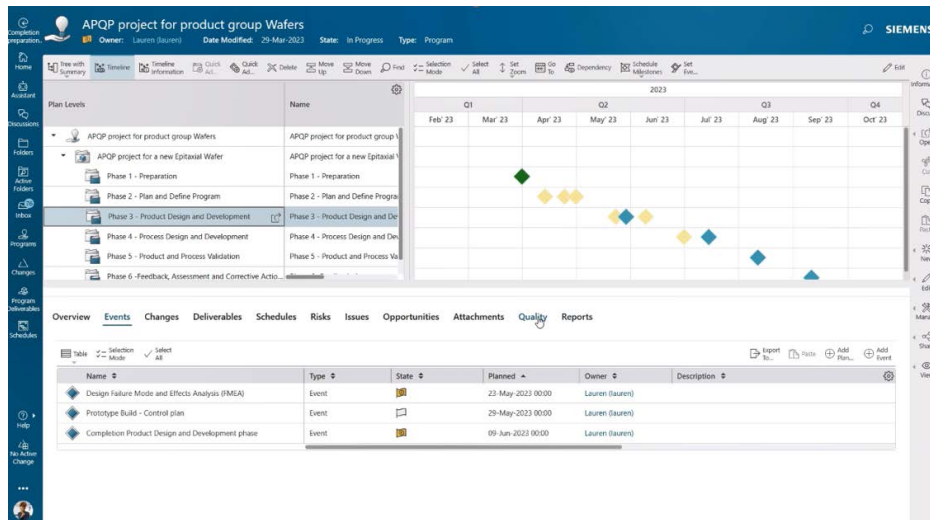 Completion preparation...
APQP project for product group Wafers
Owner: Lauren (lauren) Date Modified: 29-Mar-2023 State: In Progress Type: Program
SIEMENS
Home
Assistant
Discussions
Folders
Active Folders
Inbox
Programs
Changes
Program Deliverables
Schedules
Help
No Active Change
Tree with Summary
Timeline
Timeline Information
Quick Ad...
Quick Ad...
Delete
Move Up
Move Down
Find
Selection Mode
Select All
Set Zoom
Go To
Dependency
Schedule Milestones
Set Eve...
Edit
Plan Levels Name
2023
Q1 Q2 Q3 Q4
Feb' 23 Mar' 23 Apr' 23 May' 23 Jun' 23 Jul' 23 Aug' 23 Sep' 23 Oct' 23
APQP project for product group Wafers APQP project for product group
APQP project for a new Epitaxial Wafer APQP project for a new Epitaxial
Phase 1 - Preparation Phase 1 - Preparation
Phase 2 - Plan and Define Program Phase 2 - Plan and Define Progra
Phase 3 - Product Design and Development Phase 3 - Product Design and De
Phase 4 - Process Design and Development Phase 4 - Process Design and Dev
Phase 5 - Product and Process Validation Phase 5 - Product and Process Va
Phase 6 -Feedback, Assessment and Corrective Actio...
Overview Events Changes Deliverables Schedules Risks Issues Opportunities Attachments Quality Reports
Table
Selection Mode
Select All
Export To...
Paste
Add Plan...
Add Event
Name Type State Planned Owner Description
Design Failure Mode and Effects Analysis (FMEA) Event 23-May-2023 00:00 Lauren (lauren)
Prototype Build - Control plan Event 29-May-2023 00:00 Lauren (lauren)
Completion Product Design and Development phase Event 09-Jun-2023 00:00 Lauren (lauren)